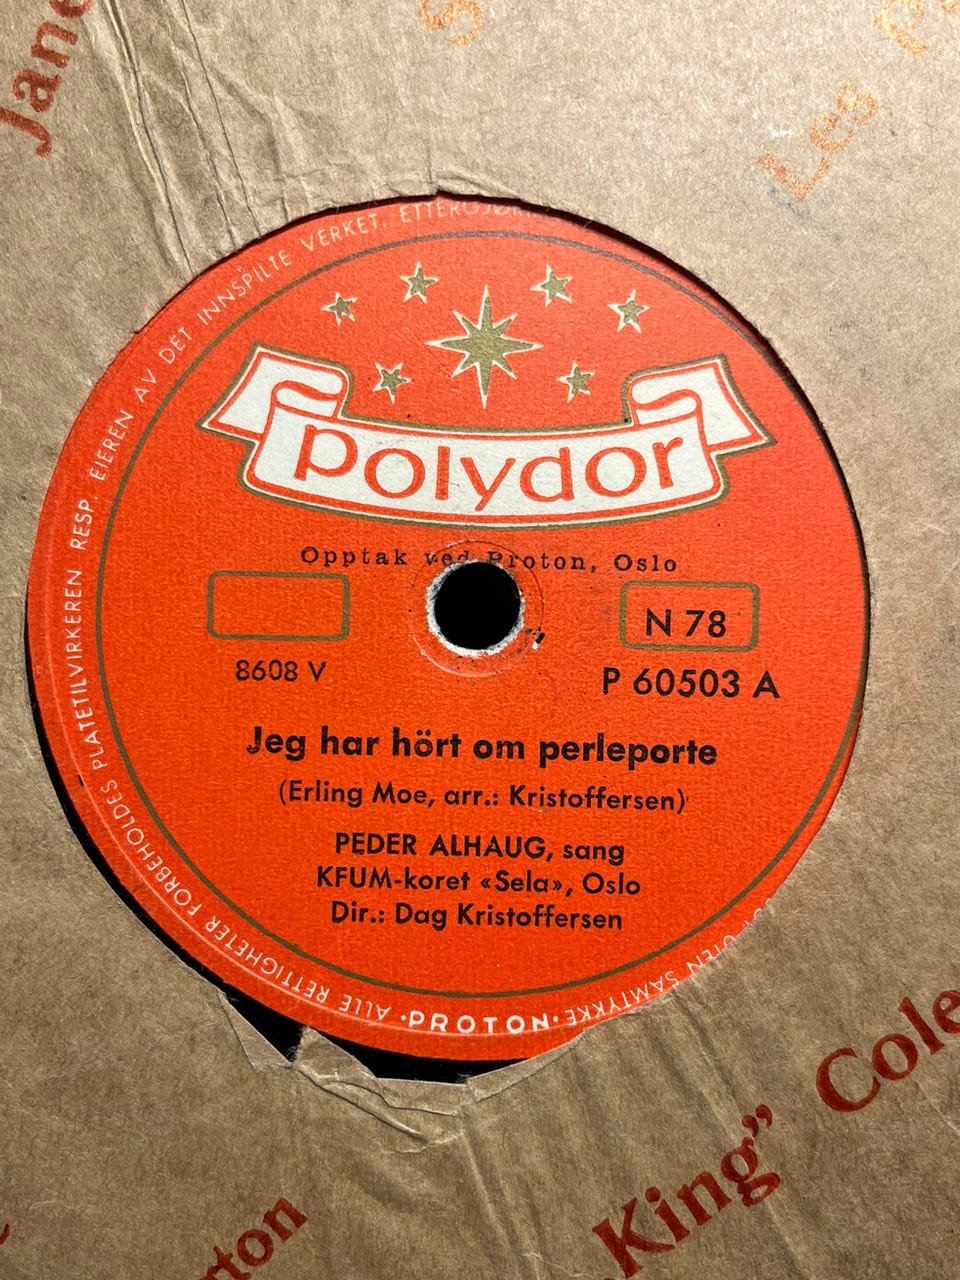 Jane
Les
polydor
Opptak ved Proton, Oslo
N 78
8608 V
P 60503 A
Jeg har hört om perleporte
(Erling Moe, arr.: Kristoffersen)
PEDER ALHAUG, sang
KFUM-koret «Sela», Oslo
Dir.: Dag Kristoffersen
·PROTON· ALLE RETTIGHETER FORBEHOLDES PLATETILVIRKEREN RESP. EIEREN AV DET INNSPILTE VERKET. SAMTYKKE
King” Cole
rton